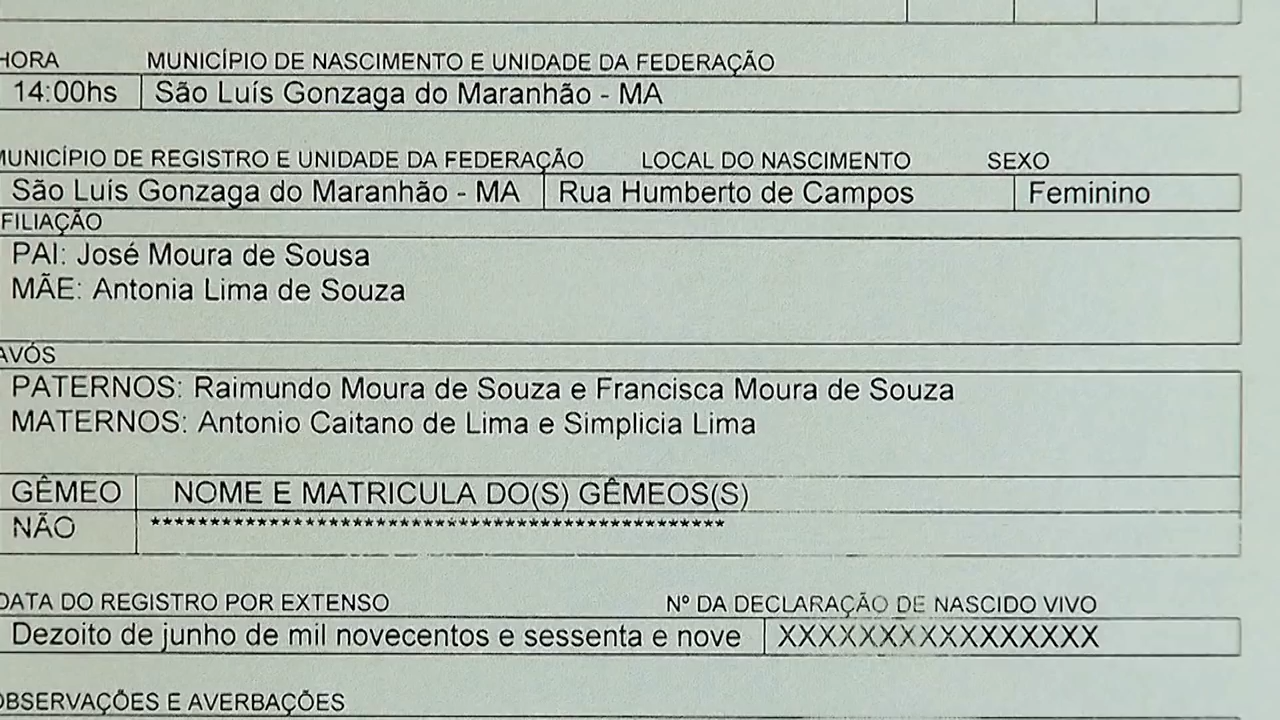 HORA MUNICÍPIO DE NASCIMENTO E UNIDADE DA FEDERAÇÃO
14:00hs São Luís Gonzaga do Maranhão - MA
MUNICÍPIO DE REGISTRO E UNIDADE DA FEDERAÇÃO LOCAL DO NASCIMENTO SEXO
São Luís Gonzaga do Maranhão - MA Rua Humberto de Campos Feminino
FILIAÇÃO
PAI: José Moura de Sousa
MÃE: Antonia Lima de Souza
AVÓS
PATERNOS: Raimundo Moura de Souza e Francisca Moura de Souza
MATERNOS: Antonio Caitano de Lima e Simplicia Lima
GÊMEO NOME E MATRICULA DO(S) GÊMEOS(S)
NÃO *************************************************
DATA DO REGISTRO POR EXTENSO Nº DA DECLARAÇÃO DE NASCIDO VIVO
Dezoito de junho de mil novecentos e sessenta e nove XXXXXXXXXXXXXXXX
OBSERVAÇÕES E AVERBAÇÕES